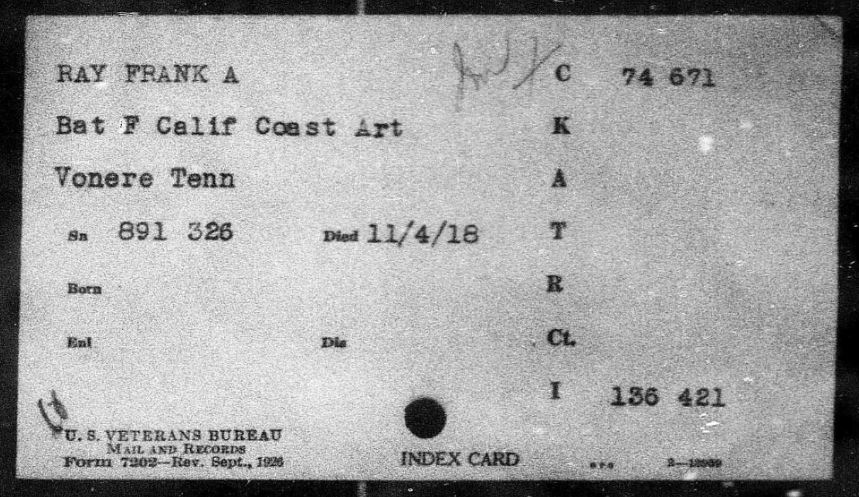 RAY FRANK A C 74 671
Bat F Calif Coast Art K
Vonere Tenn A
Sn 891 326 Died 11/4/18 T
Born R
Enl Dis Ct.
I 136 421
U. S. VETERANS BUREAU
MAIL AND RECORDS
Form 7202—Rev. Sept., 1926 INDEX CARD